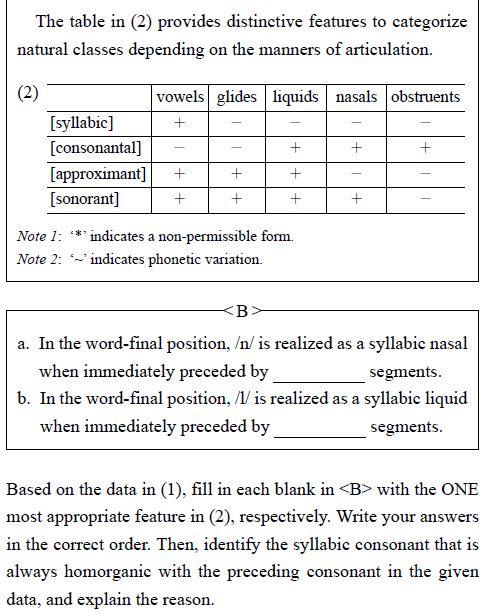 The table in (2) provides distinctive features to categorize
natural classes depending on the manners of articulation.
(2)
vowels glides liquids nasals obstruents
[syllabic] + − − − −
[consonantal] − − + + +
[approximant] + + + − −
[sonorant] + + + + −
Note 1: ‘*’ indicates a non-permissible form.
Note 2: ‘~’ indicates phonetic variation.
<B>
a. In the word-final position, /n/ is realized as a syllabic nasal
when immediately preceded by __________ segments.
b. In the word-final position, /l/ is realized as a syllabic liquid
when immediately preceded by __________ segments.
Based on the data in (1), fill in each blank in <B> with the ONE
most appropriate feature in (2), respectively. Write your answers
in the correct order. Then, identify the syllabic consonant that is
always homorganic with the preceding consonant in the given
data, and explain the reason.